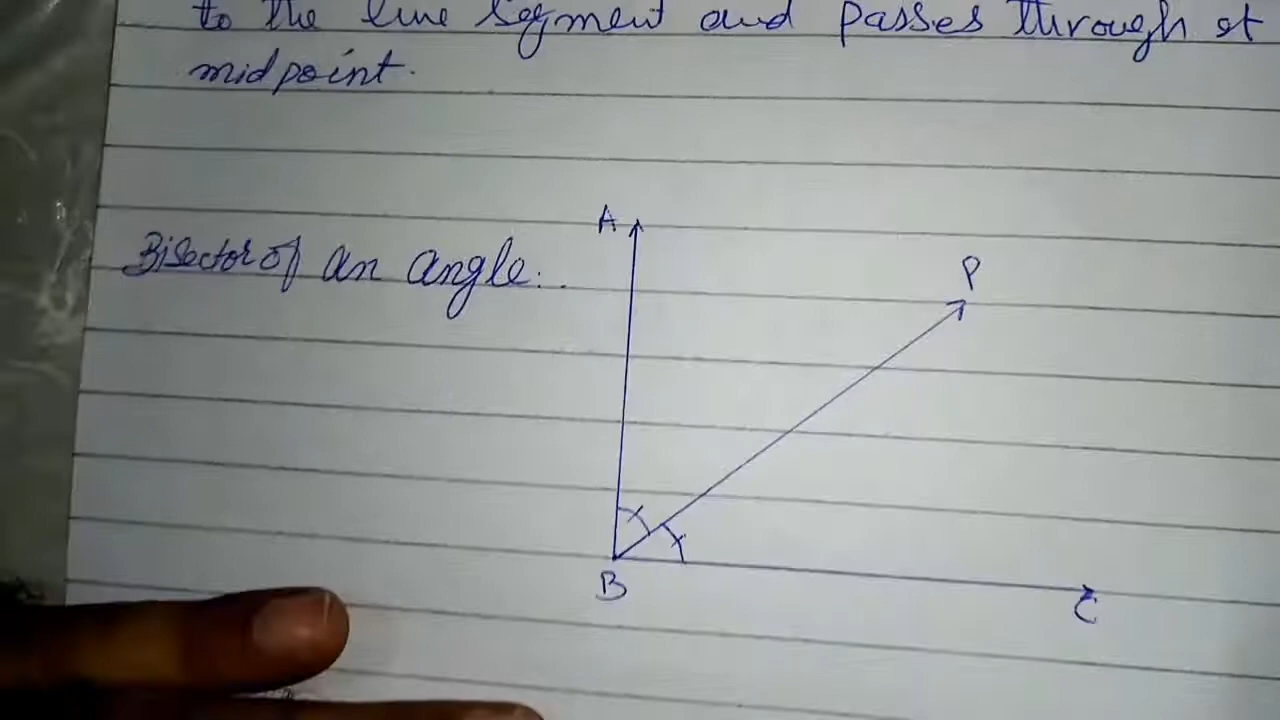 to the line segment and passes through it
midpoint.
Bisector of an angle:.
A
P
B
C